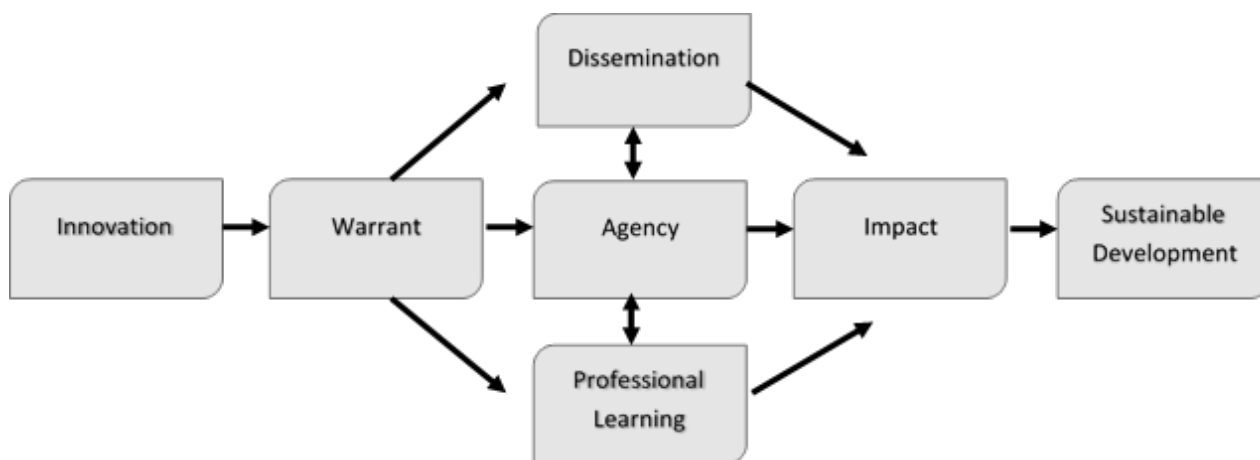 Dissemination
Innovation
Warrant
Agency
Impact
Sustainable
Development
Professional
Learning